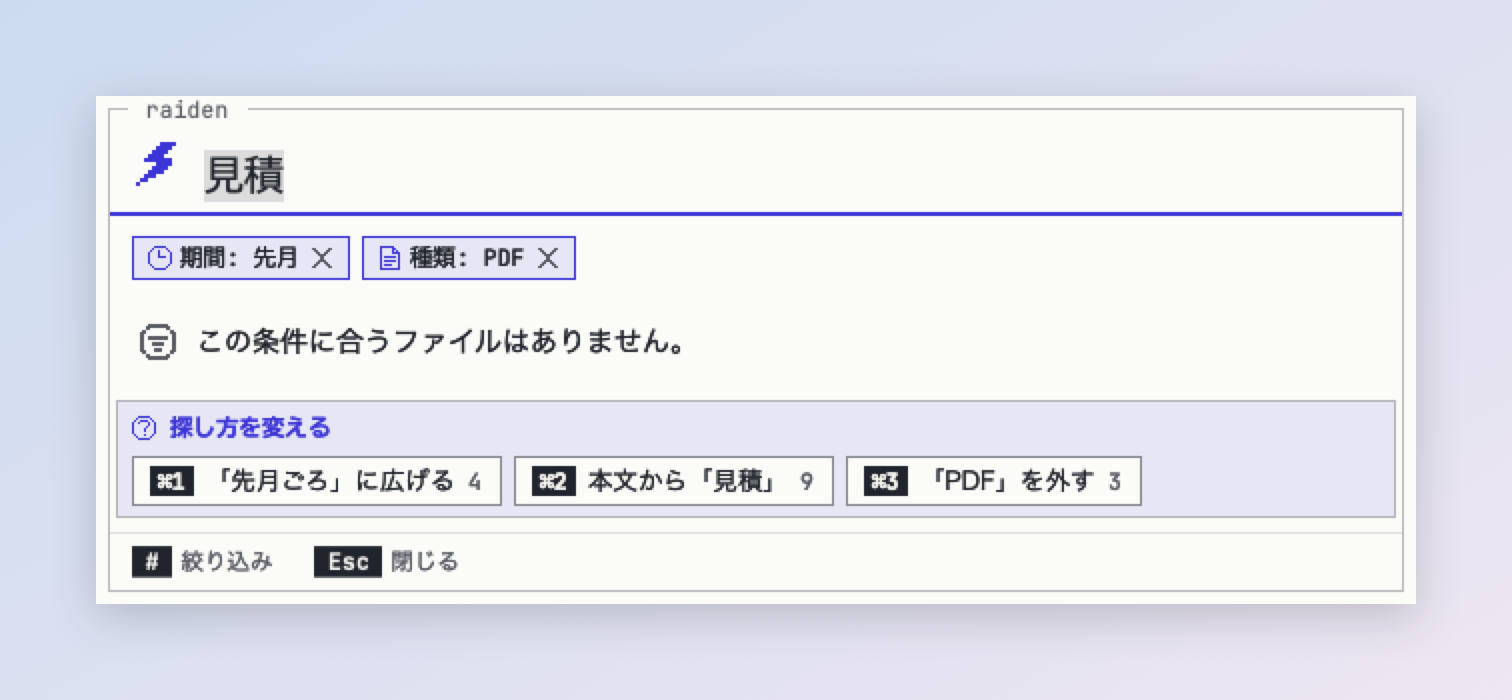 raiden
見積
期間: 先月 種類: PDF
この条件に合うファイルはありません。
探し方を変える
⌘1 「先月ごろ」に広げる 4 ⌘2 本文から「見積」 9 ⌘3 「PDF」を外す 3
# 絞り込み Esc 閉じる